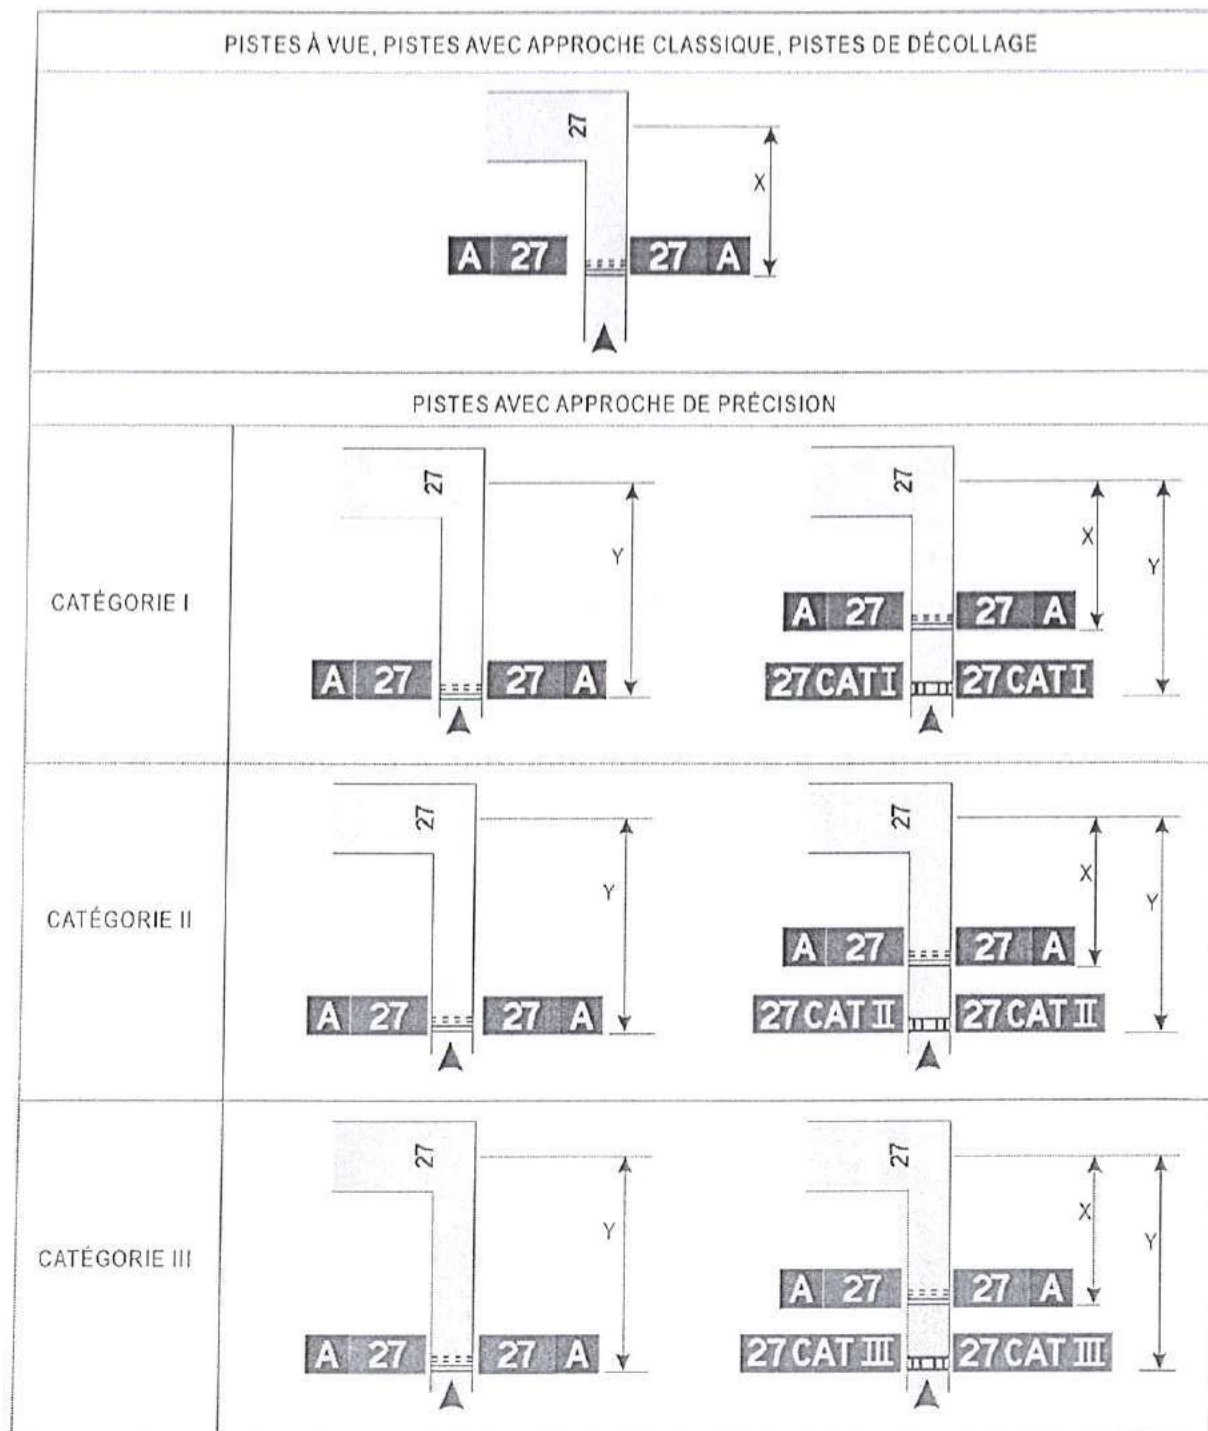 PISTES À VUE, PISTES AVEC APPROCHE CLASSIQUE, PISTES DE DÉCOLLAGE
27
X
A 27 27 A
PISTES AVEC APPROCHE DE PRÉCISION
CATÉGORIE I
27
Y
A 27 27 A
27
X
Y
A 27 27 A
27 CAT I 27 CAT I
CATÉGORIE II
27
Y
A 27 27 A
27
X
Y
A 27 27 A
27 CAT II 27 CAT II
CATÉGORIE III
27
Y
A 27 27 A
27
X
Y
A 27 27 A
27 CAT III 27 CAT III